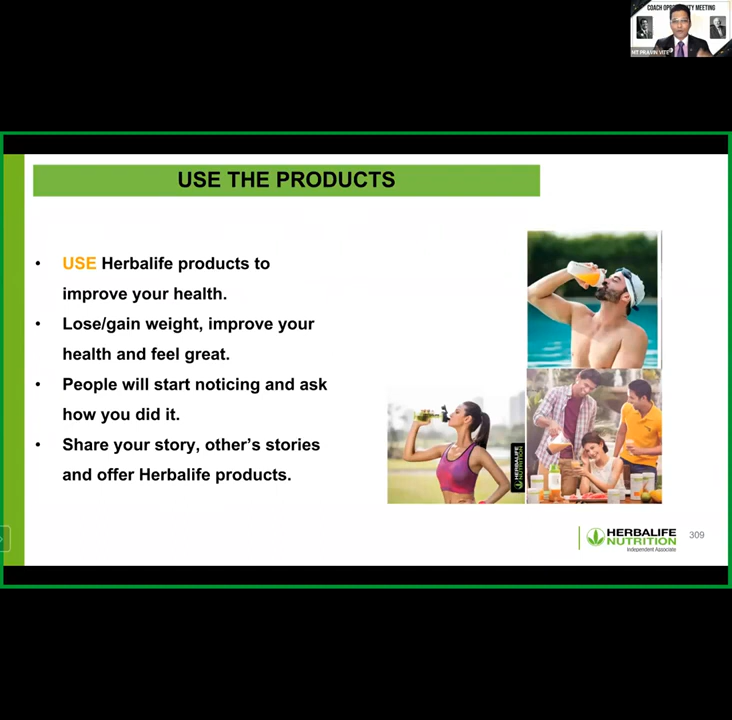 COACH OPPORTUNITY MEETING
USE THE PRODUCTS
• USE Herbalife products to
improve your health.
• Lose/gain weight, improve your
health and feel great.
• People will start noticing and ask
how you did it.
• Share your story, other's stories
and offer Herbalife products.
HERBALIFE
NUTRITION
HERBALIFE
NUTRITION
Independent Associate
309